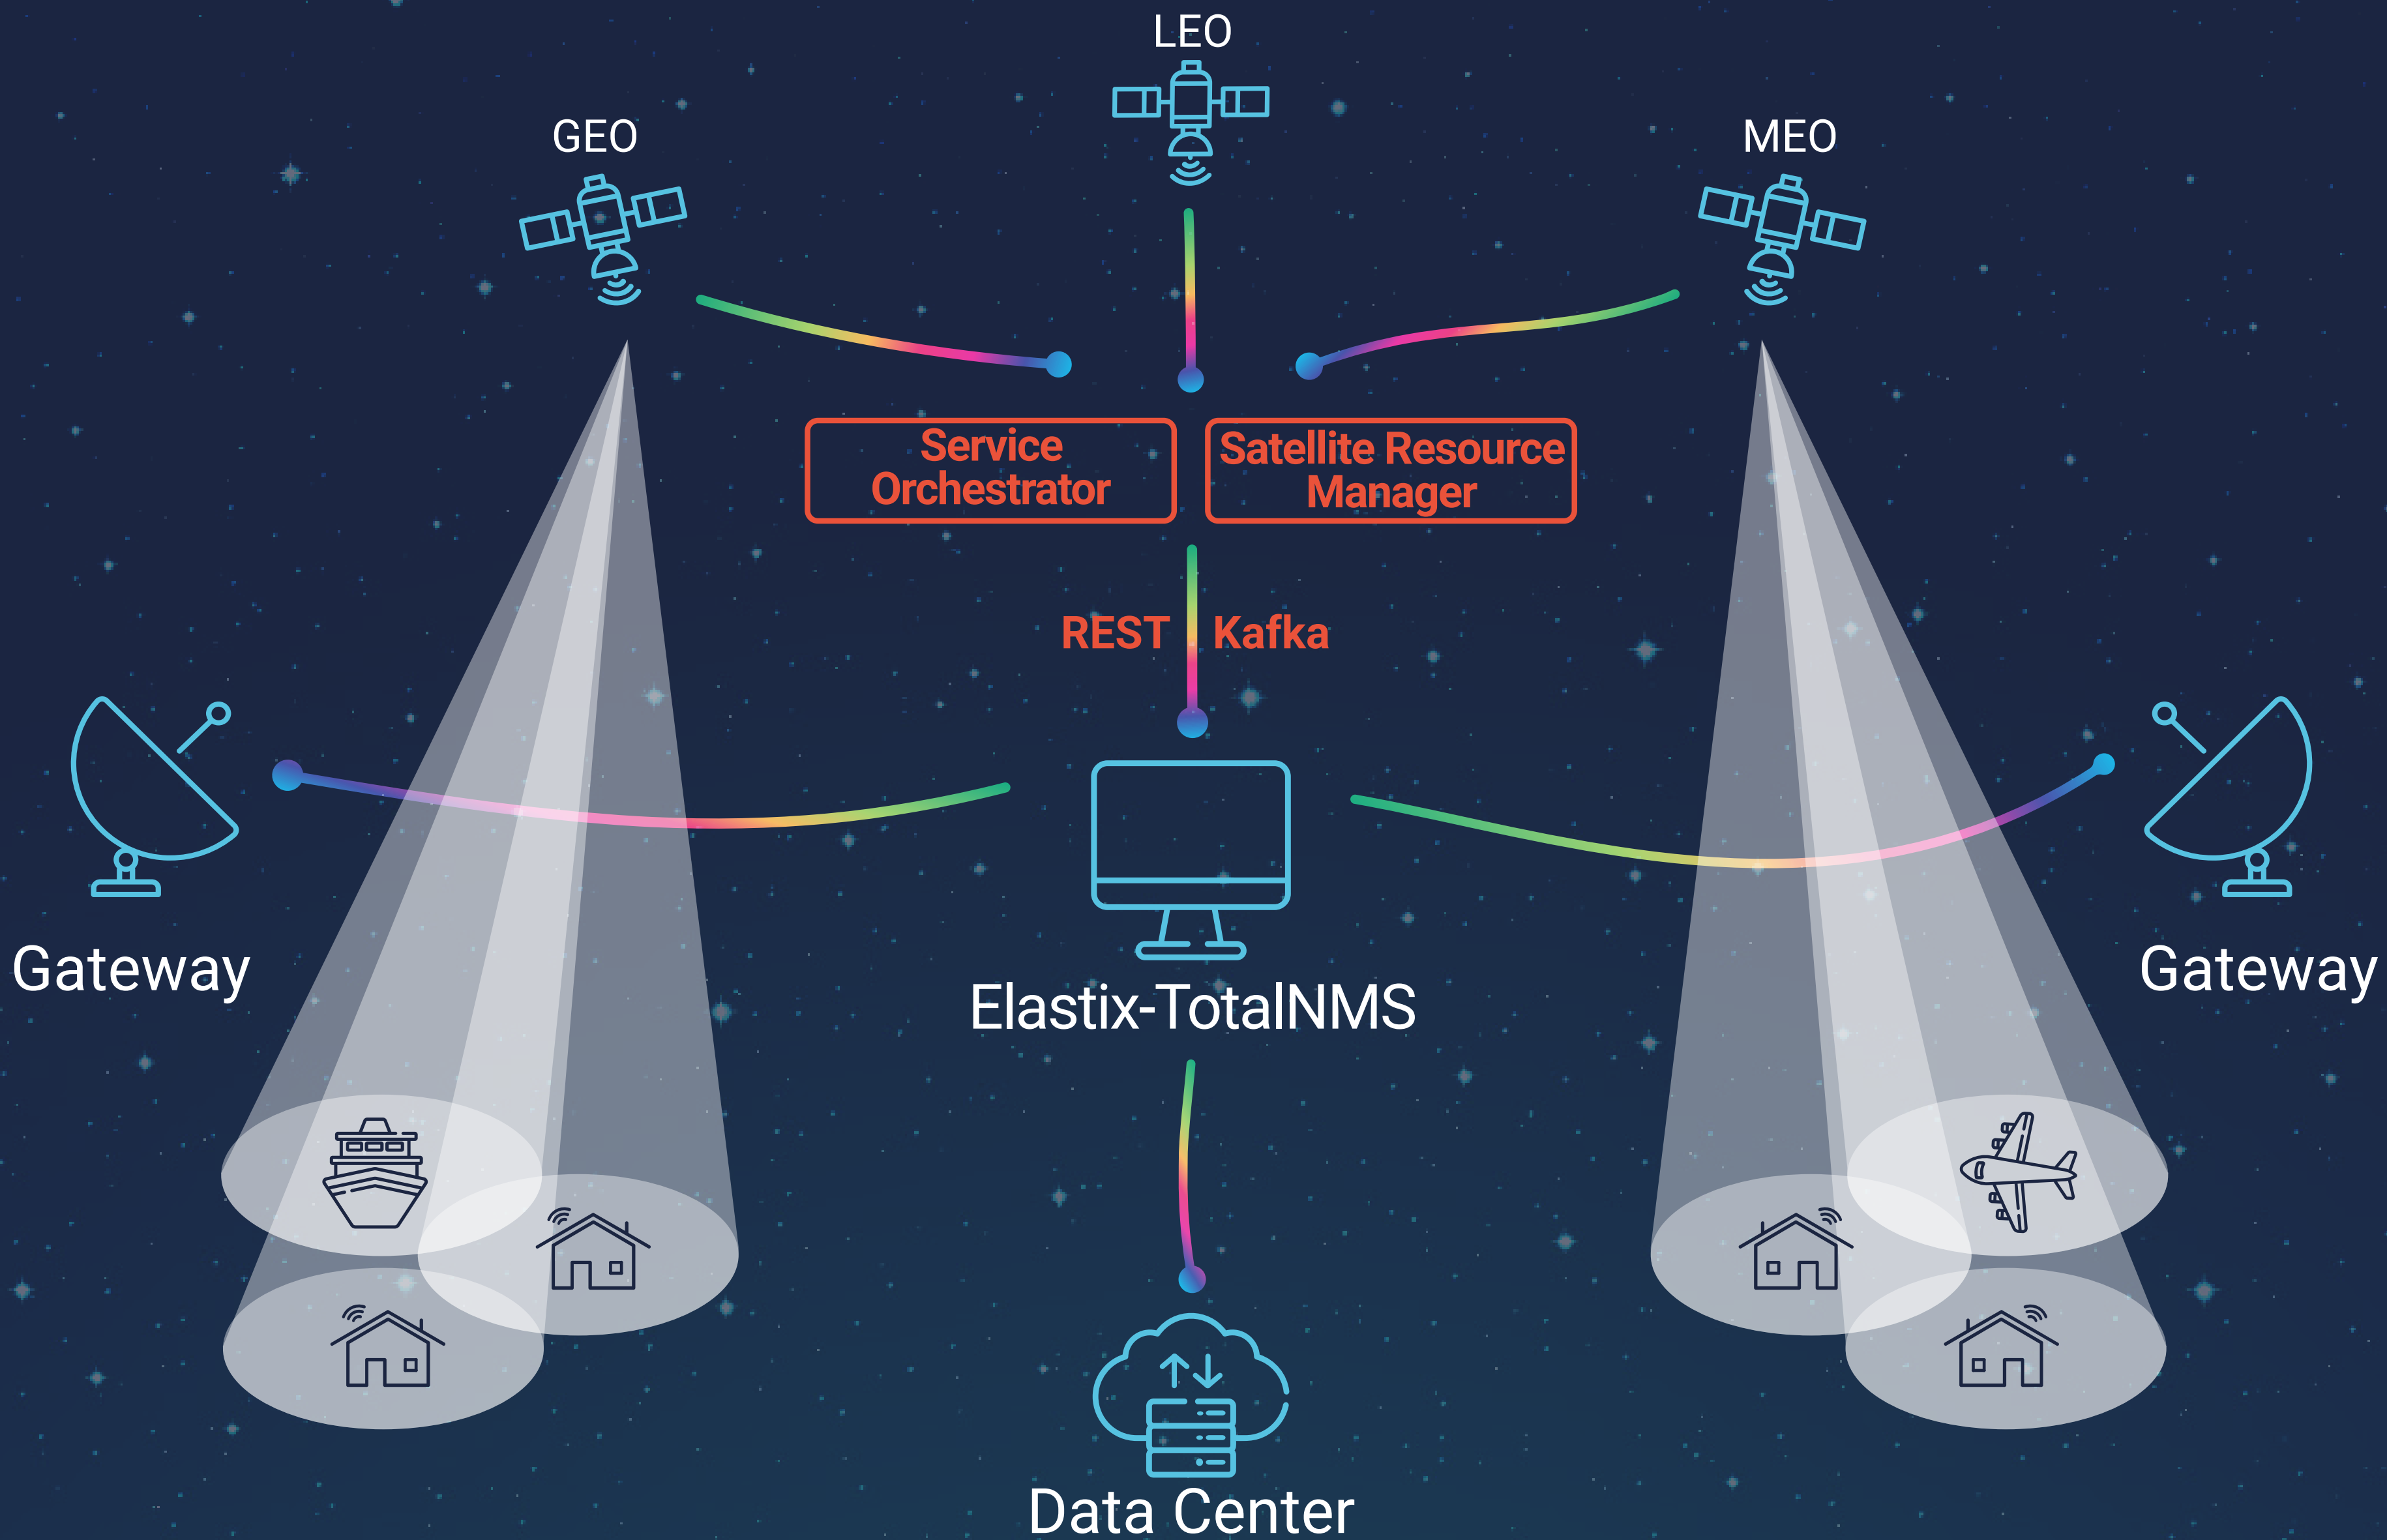 LEO
GEO
MEO
Service
Orchestrator
Satellite Resource
Manager
REST
Kafka
Gateway
Gateway
Elastix-TotalNMS
Data Center